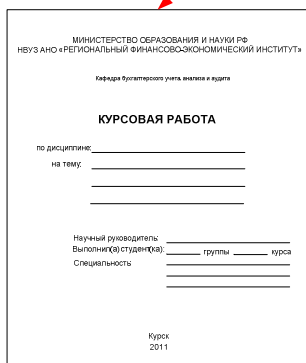 МИНИСТЕРСТВО ОБРАЗОВАНИЯ И НАУКИ РФ
НВУЗ АНО «РЕГИОНАЛЬНЫЙ ФИНАНСОВО-ЭКОНОМИЧЕСКИЙ ИНСТИТУТ»
Кафедра бухгалтерского учета, анализа и аудита
КУРСОВАЯ РАБОТА
по дисциплине:
на тему:
Научный руководитель:
Выполнил(а) студент(ка): группы курса
Специальность:
Курск
2011